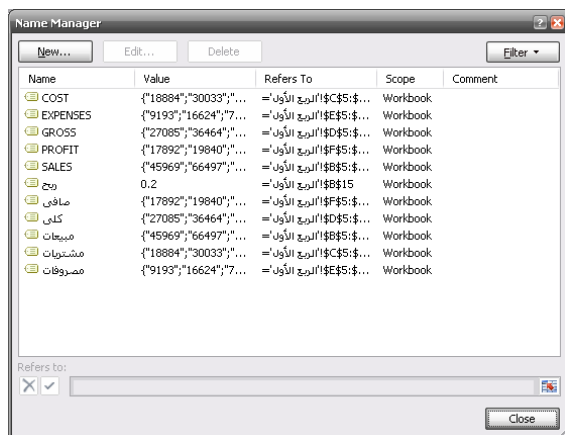 Name Manager
New... Edit... Delete Filter
Name Value Refers To Scope Comment
COST {"18884";"30033";"... ='الربع الأول'!$C$5:$... Workbook
EXPENSES {"9193";"16624";"7... ='الربع الأول'!$E$5:$... Workbook
GROSS {"27085";"36464";"... ='الربع الأول'!$D$5:$... Workbook
PROFIT {"17892";"19840";"... ='الربع الأول'!$F$5:$... Workbook
SALES {"45969";"66497";"... ='الربع الأول'!$B$5:$... Workbook
ربح 0.2 ='الربع الأول'!$B$15 Workbook
صافى {"17892";"19840";"... ='الربع الأول'!$F$5:$... Workbook
كلى {"27085";"36464";"... ='الربع الأول'!$D$5:$... Workbook
مبيعات {"45969";"66497";"... ='الربع الأول'!$B$5:$... Workbook
مشتريات {"18884";"30033";"... ='الربع الأول'!$C$5:$... Workbook
مصروفات {"9193";"16624";"7... ='الربع الأول'!$E$5:$... Workbook
Refers to:
Close